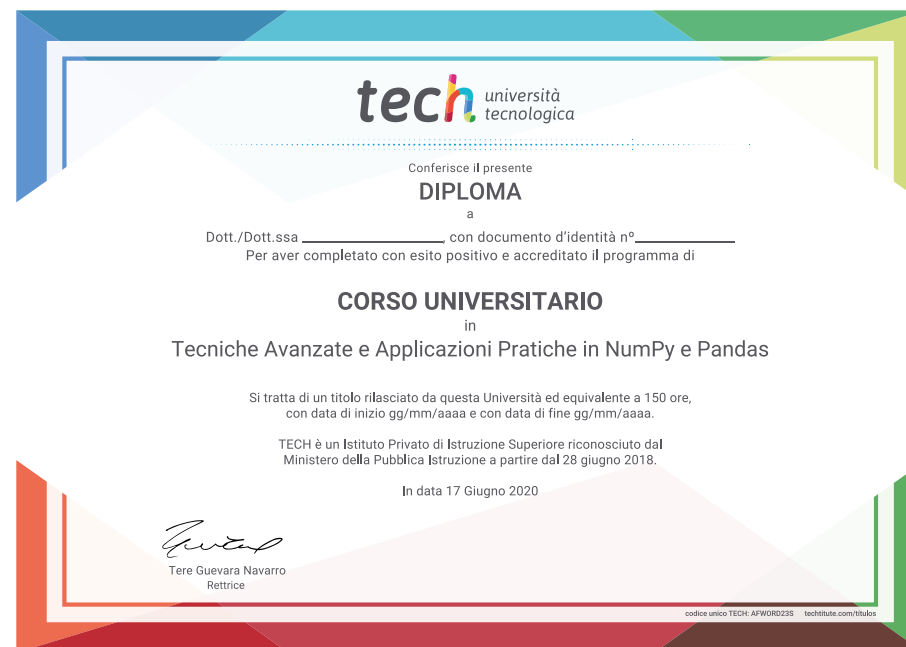 tech università
tecnologica
Conferisce il presente
DIPLOMA
a
Dott./Dott.ssa ________________, con documento d'identità nº____________
Per aver completato con esito positivo e accreditato il programma di
CORSO UNIVERSITARIO
in
Tecniche Avanzate e Applicazioni Pratiche in NumPy e Pandas
Si tratta di un titolo rilasciato da questa Università ed equivalente a 150 ore,
con data di inizio gg/mm/aaaa e con data di fine gg/mm/aaaa.
TECH è un Istituto Privato di Istruzione Superiore riconosciuto dal
Ministero della Pubblica Istruzione a partire dal 28 giugno 2018.
In data 17 Giugno 2020
Tere Guevara Navarro
Rettrice
codice unico TECH: AFWORD23S techtitute.com/titulos